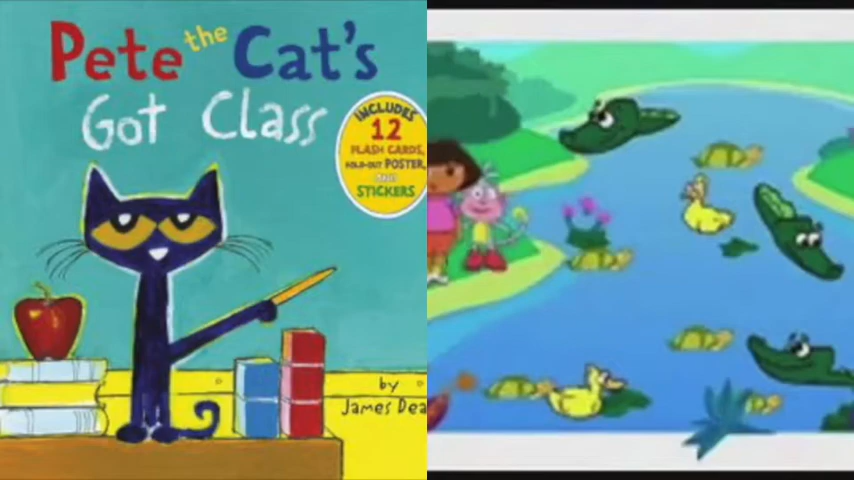 Pete the Cat's
Got Class
INCLUDES
12
FLASH CARDS,
FOLD-OUT POSTER,
AND
STICKERS
by
James Dea